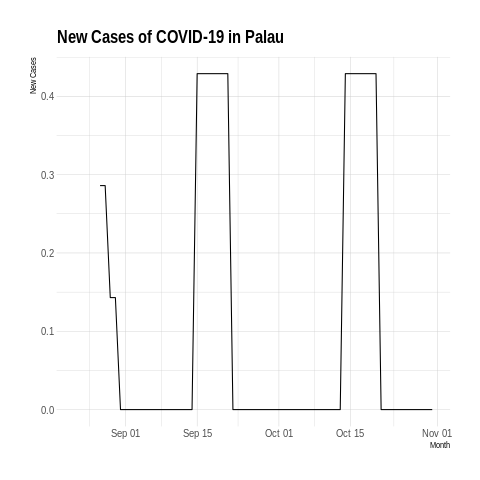 New Cases of COVID-19 in Palau
New Cases
0.4
0.3
0.2
0.1
0.0
Sep 01 Sep 15 Oct 01 Oct 15 Nov 01
Month